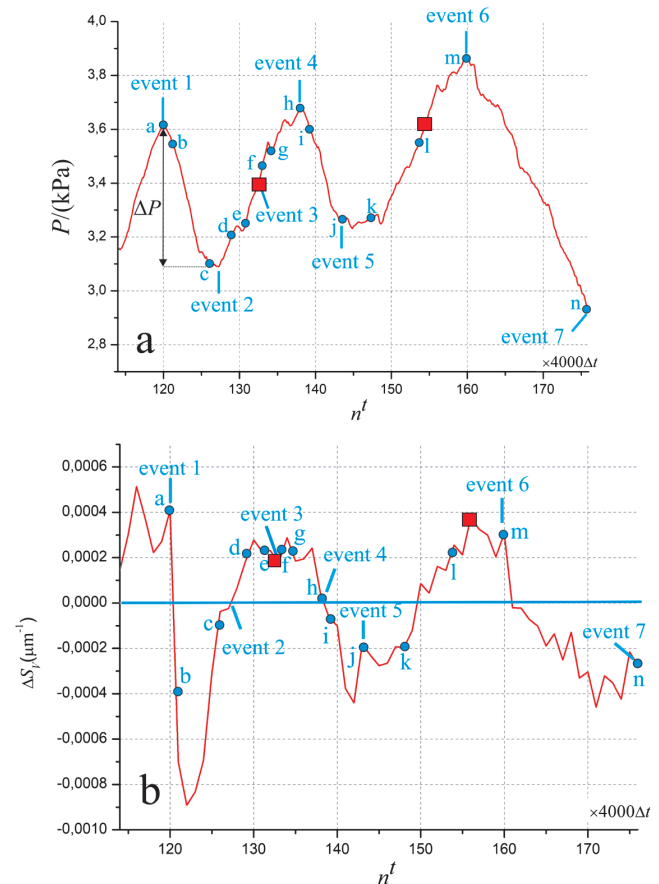 4,0
event 6
3,8
m
event 4
event 1
h
a
b
i
g
3,6
l
f
P/(kPa)
3,4
event 3
ΔP
e
k
d
j
3,2
c
event 5
event 2
n
3,0
a
event 7
2,8
×4000Δt
120
130
140
150
160
170
nᵗ
0,0006
event 1
event 6
a
event 3
0,0004
g
m
d
event 4
e
f
l
0,0002
h
event 5
0,0000
c
i
event 2
event 7
-0,0002
j
k
n
ΔSᵥ(μm⁻¹)
b
-0,0004
-0,0006
-0,0008
b
×4000Δt
-0,0010
120
130
140
150
160
170
nᵗ